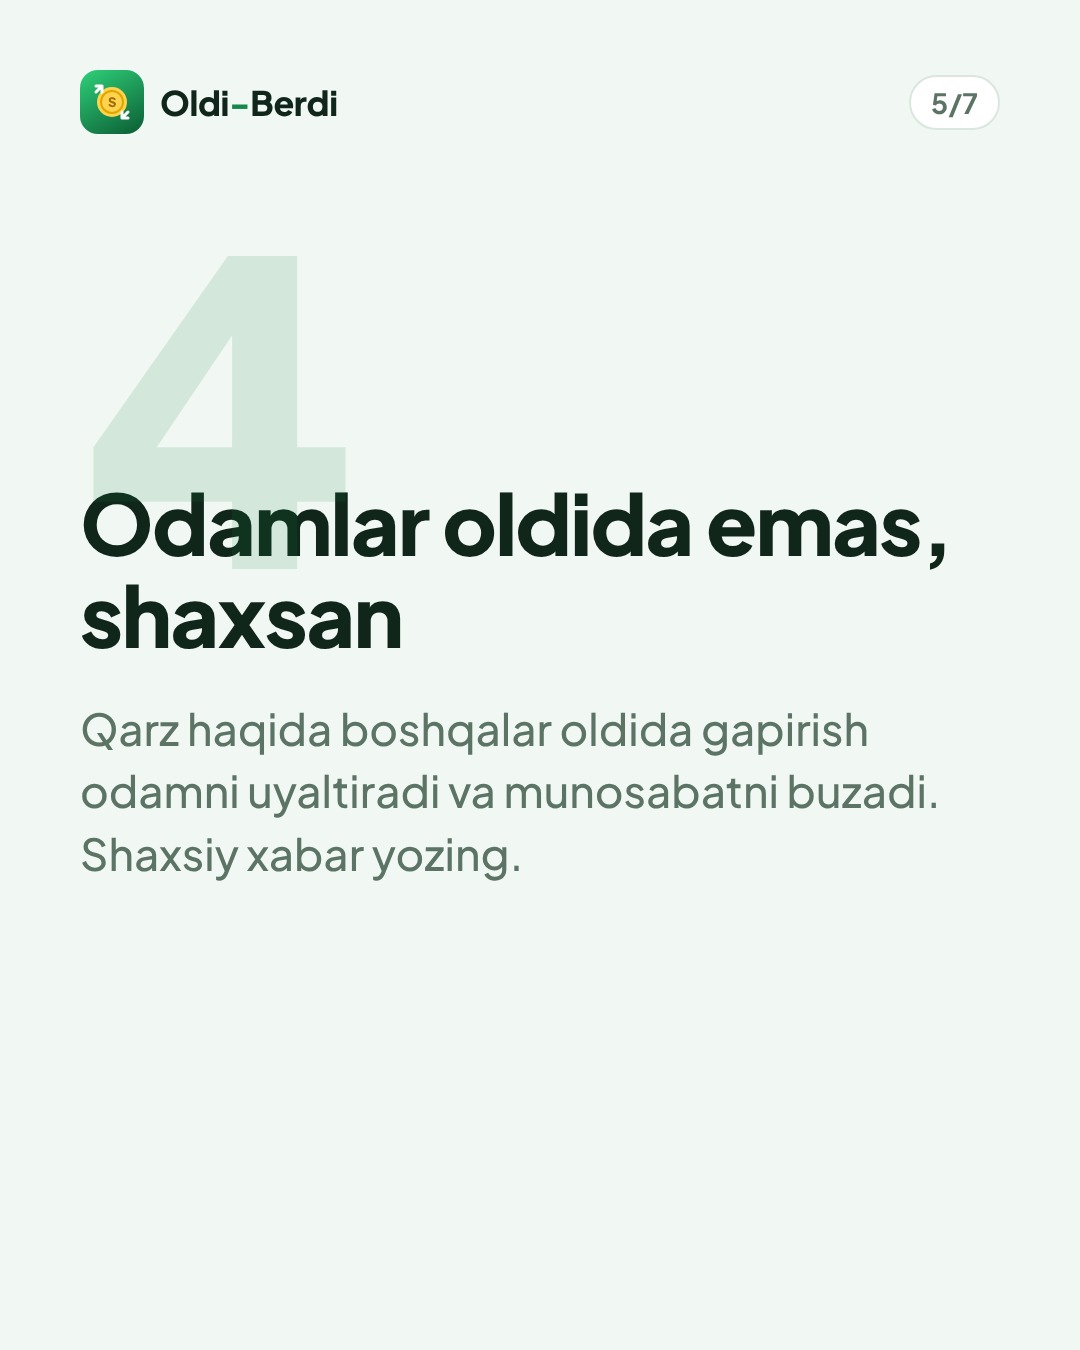 Oldi-Berdi
5/7
4
Odamlar oldida emas,
shaxsan
Qarz haqida boshqalar oldida gapirish
odamni uyaltiradi va munosabatni buzadi.
Shaxsiy xabar yozing.